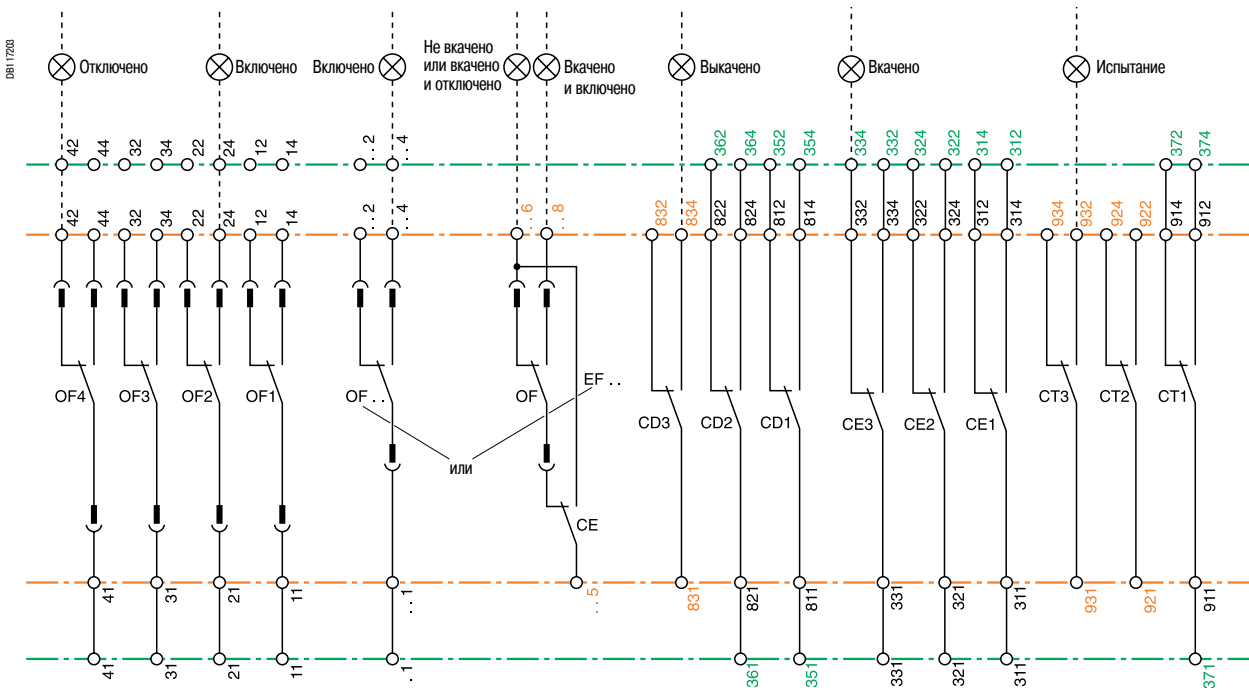 DB117203
Отключено
Включено
Включено
Не вкачено
или вкачено
и отключено
Вкачено
и включено
Выкачено
Вкачено
Испытание
42 44 32 34 22 24 12 14 . . 2 . . 4 362 364 352 354 334 332 324 322 314 312 372 374
42 44 32 34 22 24 12 14 . . 2 . . 4 . . 6 . . 8 832 834 822 824 812 814 332 334 322 324 312 314 934 932 924 922 914 912
EF . .
OF4 OF3 OF2 OF1 OF . . OF CD3 CD2 CD1 CE3 CE2 CE1 CT3 CT2 CT1
или
CE
41 31 21 11 . . 1 . . 5 831 821 811 331 321 311 931 921 911
41 31 21 11 . . 1 361 351 331 321 311 371